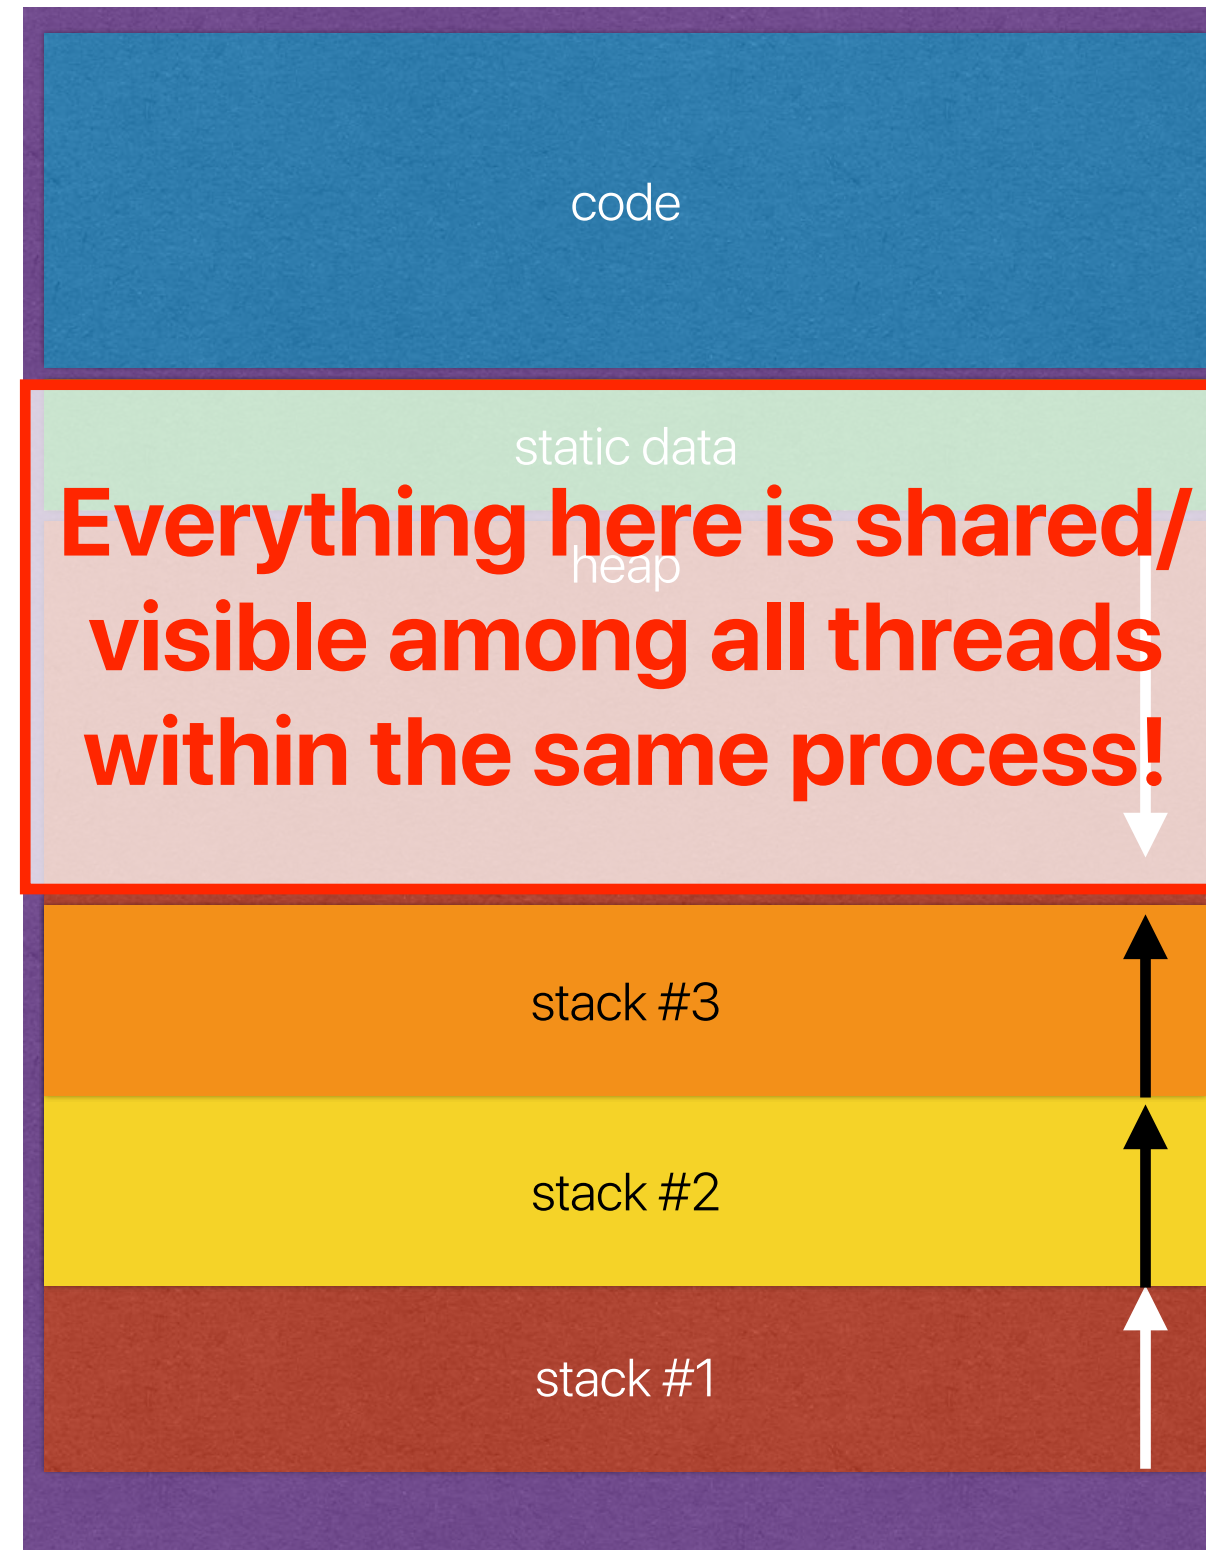 code
static data
Everything here is shared/
heap
visible among all threads
within the same process!
stack #3
stack #2
stack #1